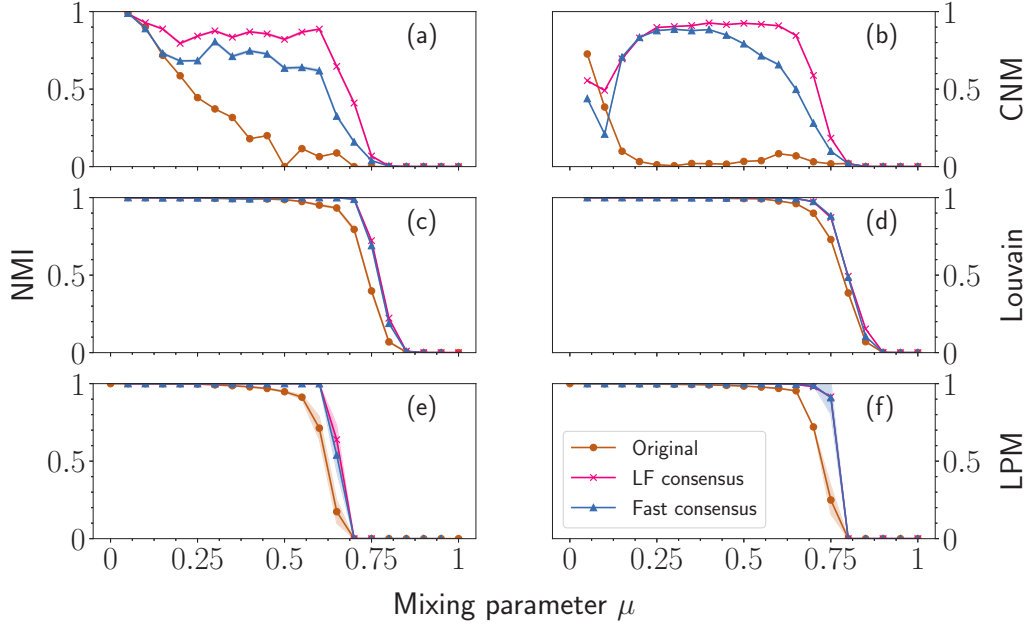 1
(a)
(b)
1
0.5
0.5
CNM
0
0
1
(c)
(d)
1
NMI
0.5
0.5
Louvain
0
0
1
(e)
(f)
1
0.5
Original
LF consensus
Fast consensus
0.5
LPM
0
0
0 0.25 0.5 0.75 1
0 0.25 0.5 0.75 1
Mixing parameter μ